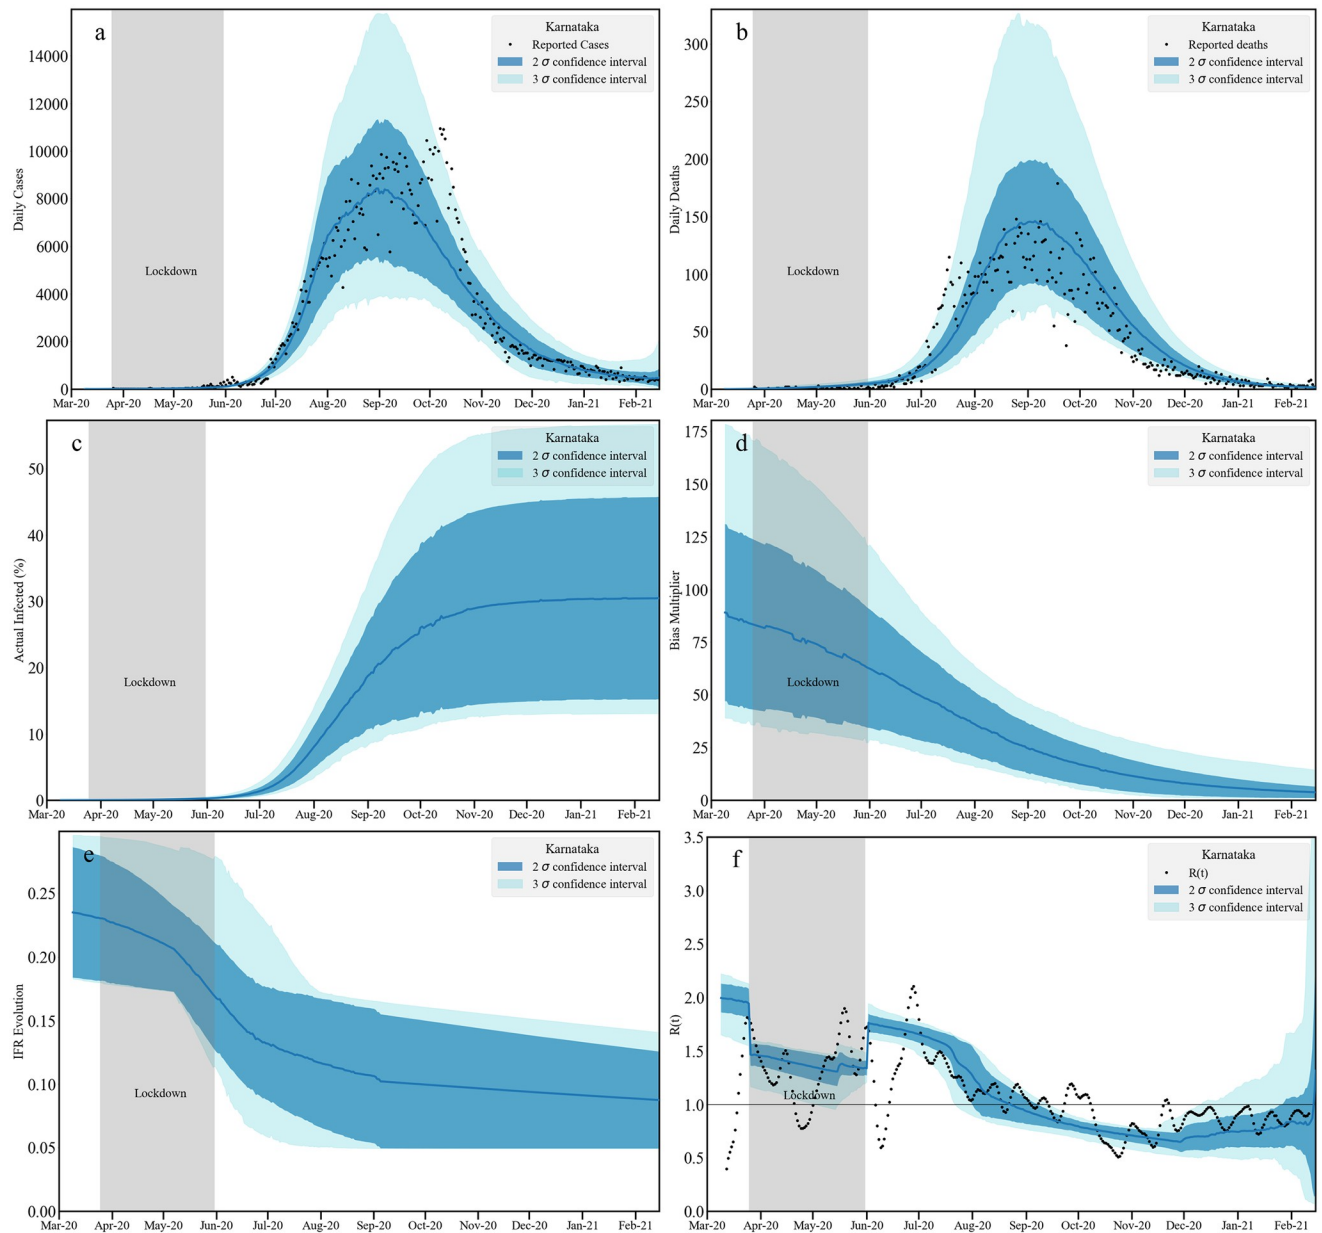 a
Karnataka
Reported Cases
2 σ confidence interval
3 σ confidence interval
14000
12000
10000
8000
6000
4000
2000
0
Daily Cases
Lockdown
Mar-20 Apr-20 May-20 Jun-20 Jul-20 Aug-20 Sep-20 Oct-20 Nov-20 Dec-20 Jan-21 Feb-21
b
Karnataka
Reported deaths
2 σ confidence interval
3 σ confidence interval
300
250
200
150
100
50
0
Daily Deaths
Lockdown
Mar-20 Apr-20 May-20 Jun-20 Jul-20 Aug-20 Sep-20 Oct-20 Nov-20 Dec-20 Jan-21 Feb-21
c
Karnataka
2 σ confidence interval
3 σ confidence interval
50
40
30
20
10
0
Actual Infected (%)
Lockdown
Mar-20 Apr-20 May-20 Jun-20 Jul-20 Aug-20 Sep-20 Oct-20 Nov-20 Dec-20 Jan-21 Feb-21
d
Karnataka
2 σ confidence interval
3 σ confidence interval
175
150
125
100
75
50
25
0
Bias Multiplier
Lockdown
Mar-20 Apr-20 May-20 Jun-20 Jul-20 Aug-20 Sep-20 Oct-20 Nov-20 Dec-20 Jan-21 Feb-21
e
Karnataka
2 σ confidence interval
3 σ confidence interval
0.25
0.20
0.15
0.10
0.05
0.00
IFR Evolution
Lockdown
Mar-20 Apr-20 May-20 Jun-20 Jul-20 Aug-20 Sep-20 Oct-20 Nov-20 Dec-20 Jan-21 Feb-21
f
Karnataka
R(t)
2 σ confidence interval
3 σ confidence interval
3.5
3.0
2.5
2.0
1.5
1.0
0.5
0.0
R(t)
Lockdown
Mar-20 Apr-20 May-20 Jun-20 Jul-20 Aug-20 Sep-20 Oct-20 Nov-20 Dec-20 Jan-21 Feb-21